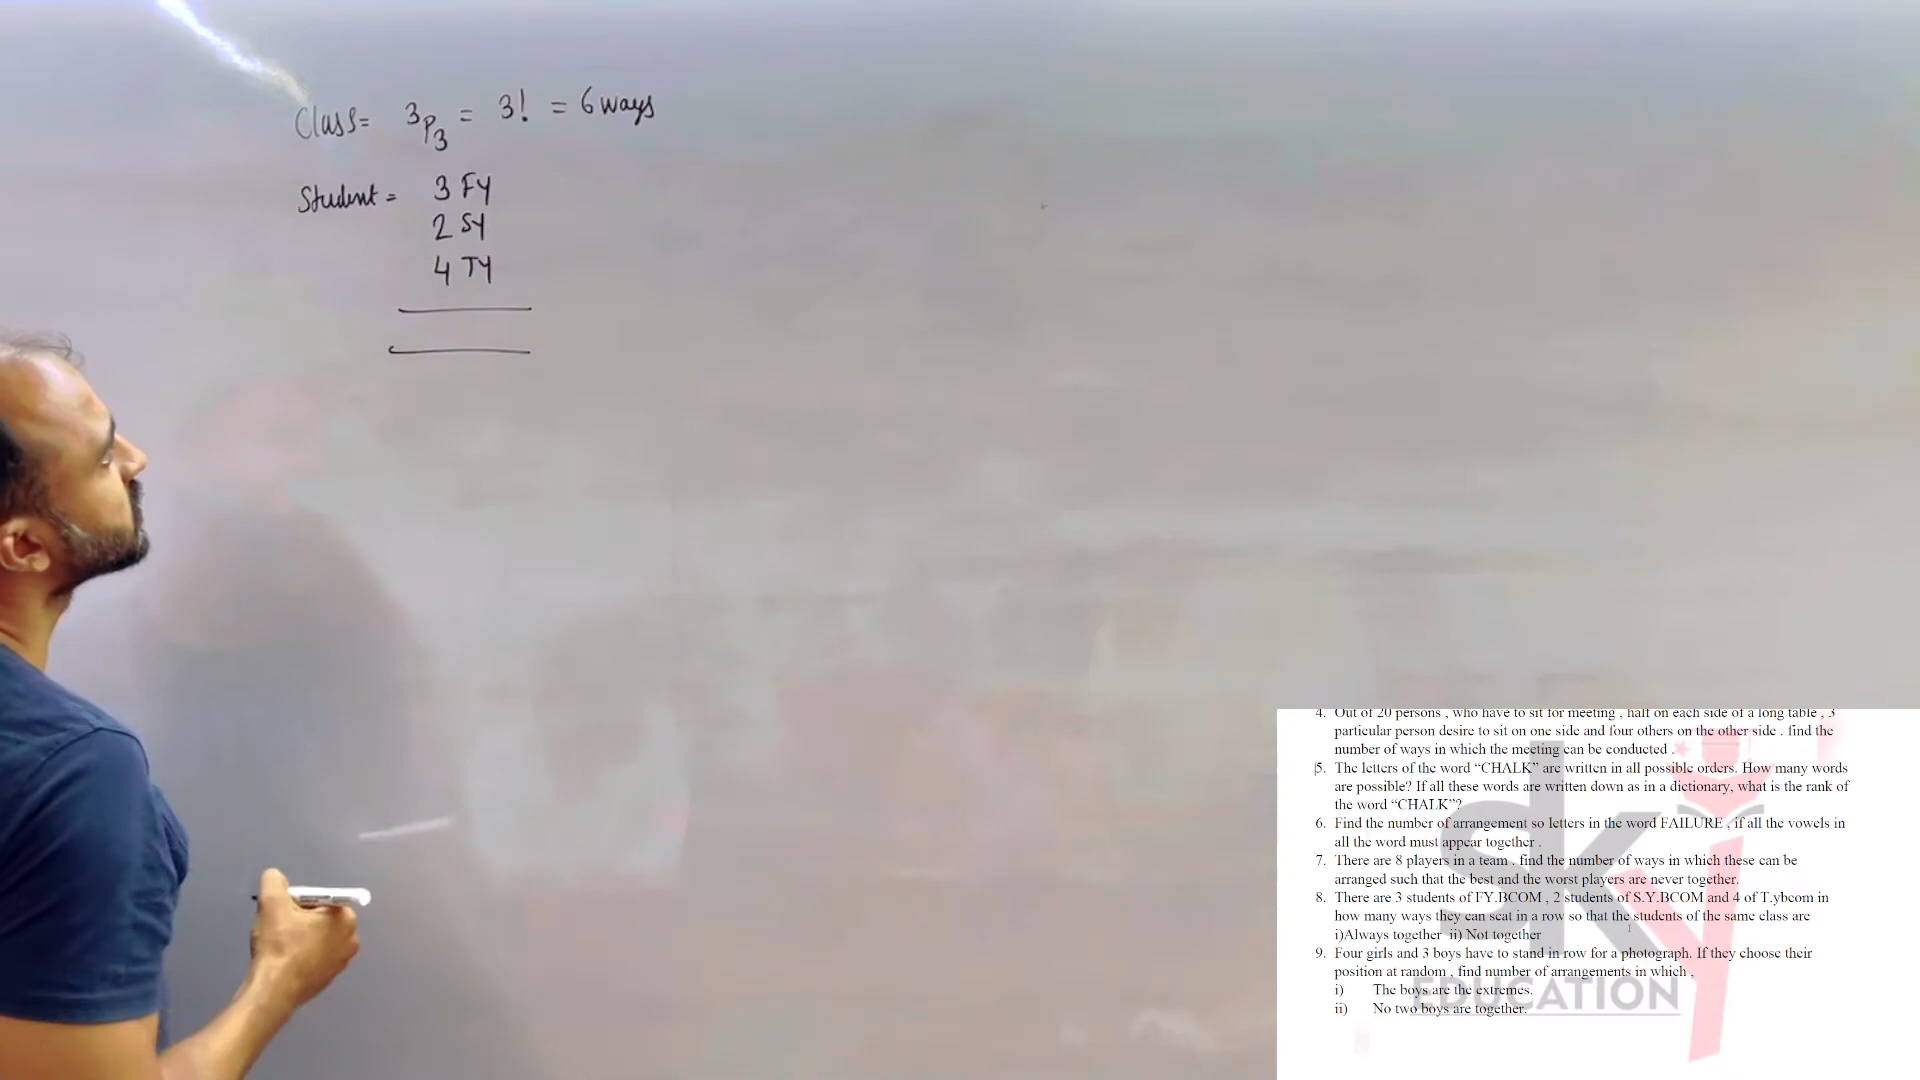 Class = 3P3 = 3! = 6 ways
Student = 3 FY
2 SY
4 TY
4. Out of 20 persons , who have to sit for meeting , half on each side of a long table , 3
particular person desire to sit on one side and four others on the other side . find the
number of ways in which the meeting can be conducted .
5. The letters of the word “CHALK” are written in all possible orders. How many words
are possible? If all these words are written down as in a dictionary, what is the rank of
the word “CHALK”?
6. Find the number of arrangement so letters in the word FAILURE , if all the vowels in
all the word must appear together .
7. There are 8 players in a team . find the number of ways in which these can be
arranged such that the best and the worst players are never together.
8. There are 3 students of FY.BCOM , 2 students of S.Y.BCOM and 4 of T.ybcom in
how many ways they can seat in a row so that the students of the same class are
i)Always together ii) Not together
9. Four girls and 3 boys have to stand in row for a photograph. If they choose their
position at random , find number of arrangements in which ,
i) The boys are the extremes.
ii) No two boys are together.
sky
EDUCATION